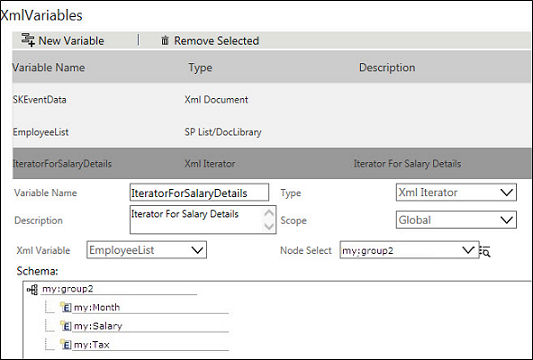 XmlVariables
New Variable | Remove Selected
Variable Name Type Description
SKEventData Xml Document
EmployeeList SP List/DocLibrary
IteratorForSalaryDetails Xml Iterator Iterator For Salary Details
Variable Name IteratorForSalaryDetails Type Xml Iterator
Description Iterator For Salary Details Scope Global
Xml Variable EmployeeList Node Select my:group2
Schema:
my:group2
E my:Month
E my:Salary
E my:Tax